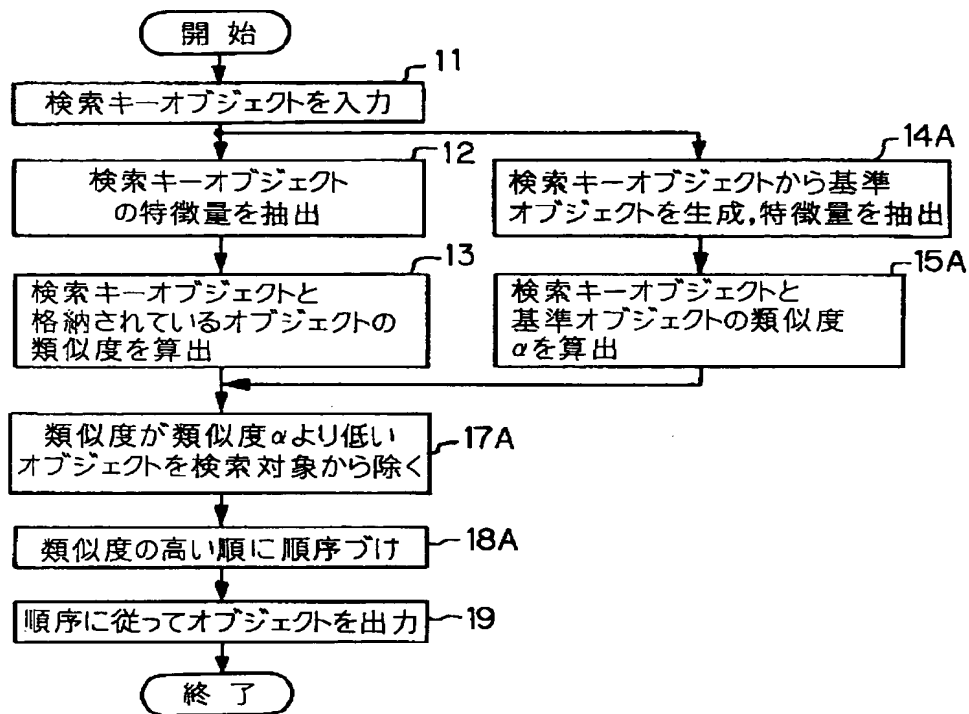 開始
11
検索キーオブジェクトを入力
12
検索キーオブジェクト
の特徴量を抽出
14A
検索キーオブジェクトから基準
オブジェクトを生成,特徴量を抽出
13
検索キーオブジェクトと
格納されているオブジェクトの
類似度を算出
15A
検索キーオブジェクトと
基準オブジェクトの類似度
αを算出
類似度が類似度αより低い
オブジェクトを検索対象から除く
17A
類似度の高い順に順序づけ
18A
順序に従ってオブジェクトを出力
19
終了